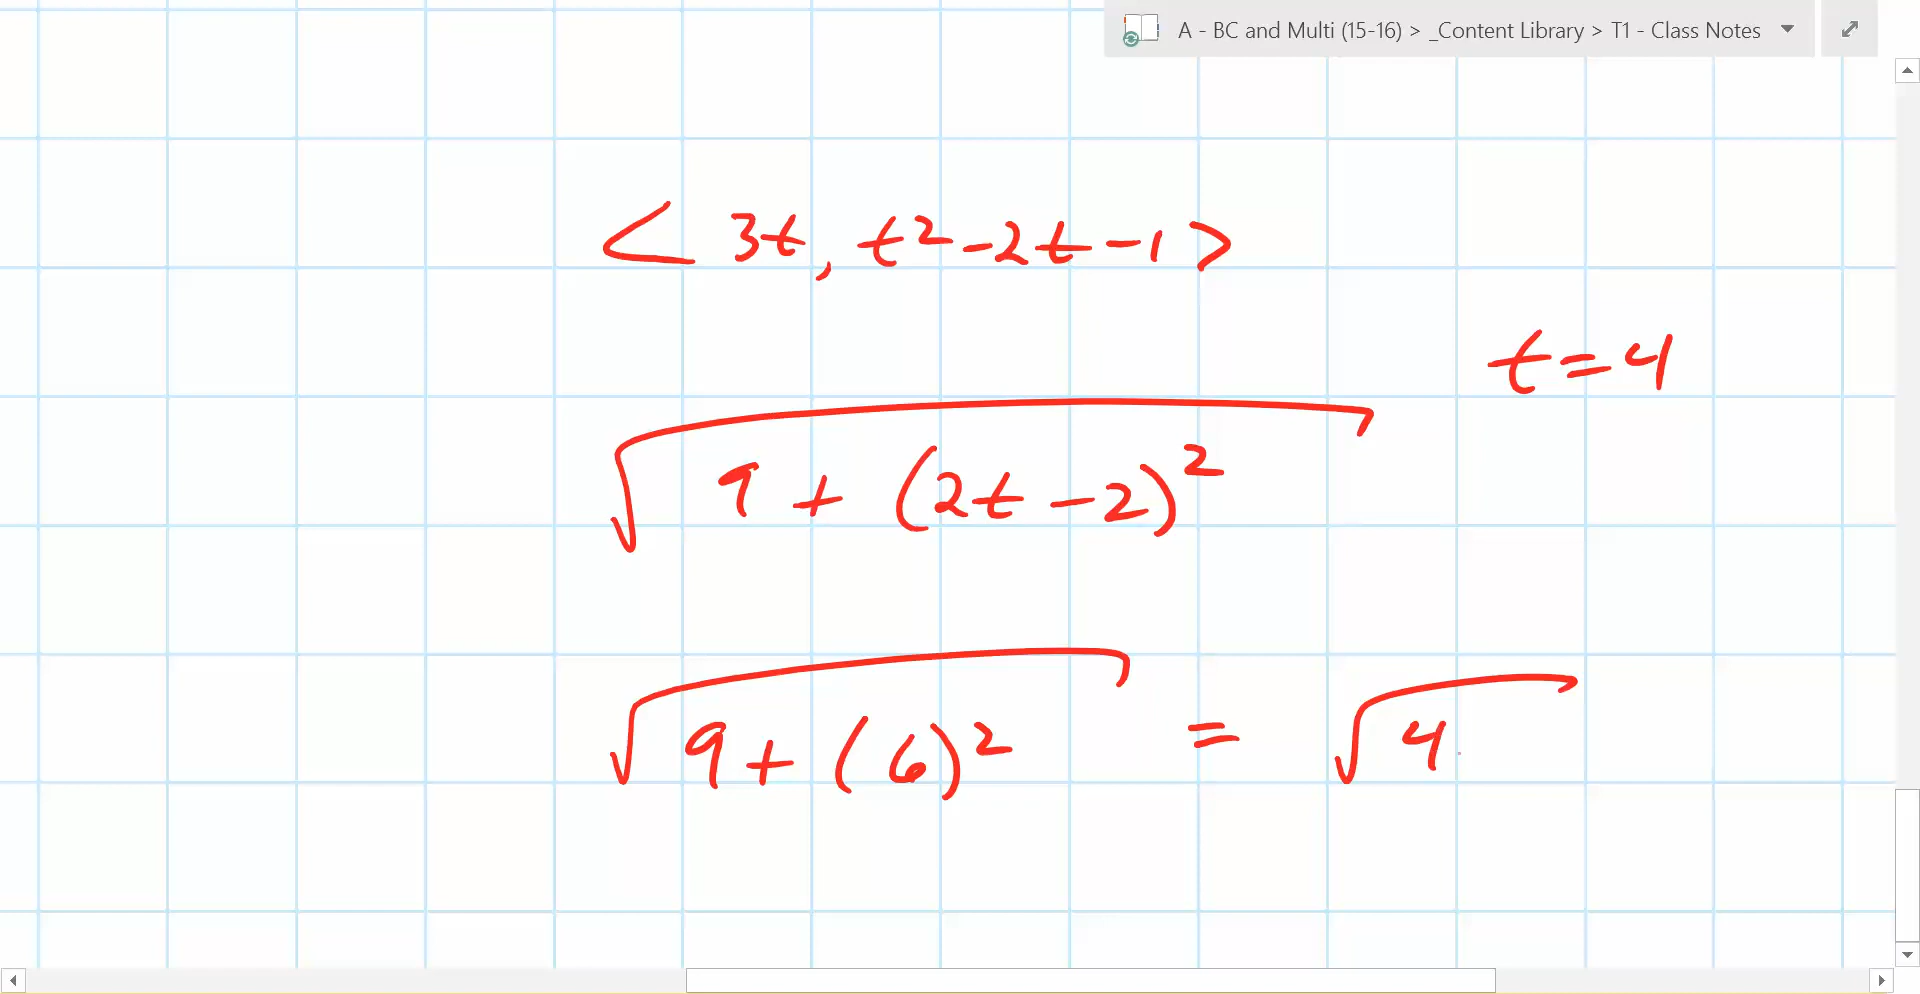 A - BC and Multi (15-16) > _Content Library > T1 - Class Notes
< 3t, t² - 2t - 1 >
t = 4
√(9 + (2t - 2)²)
√(9 + (6)²) = √4